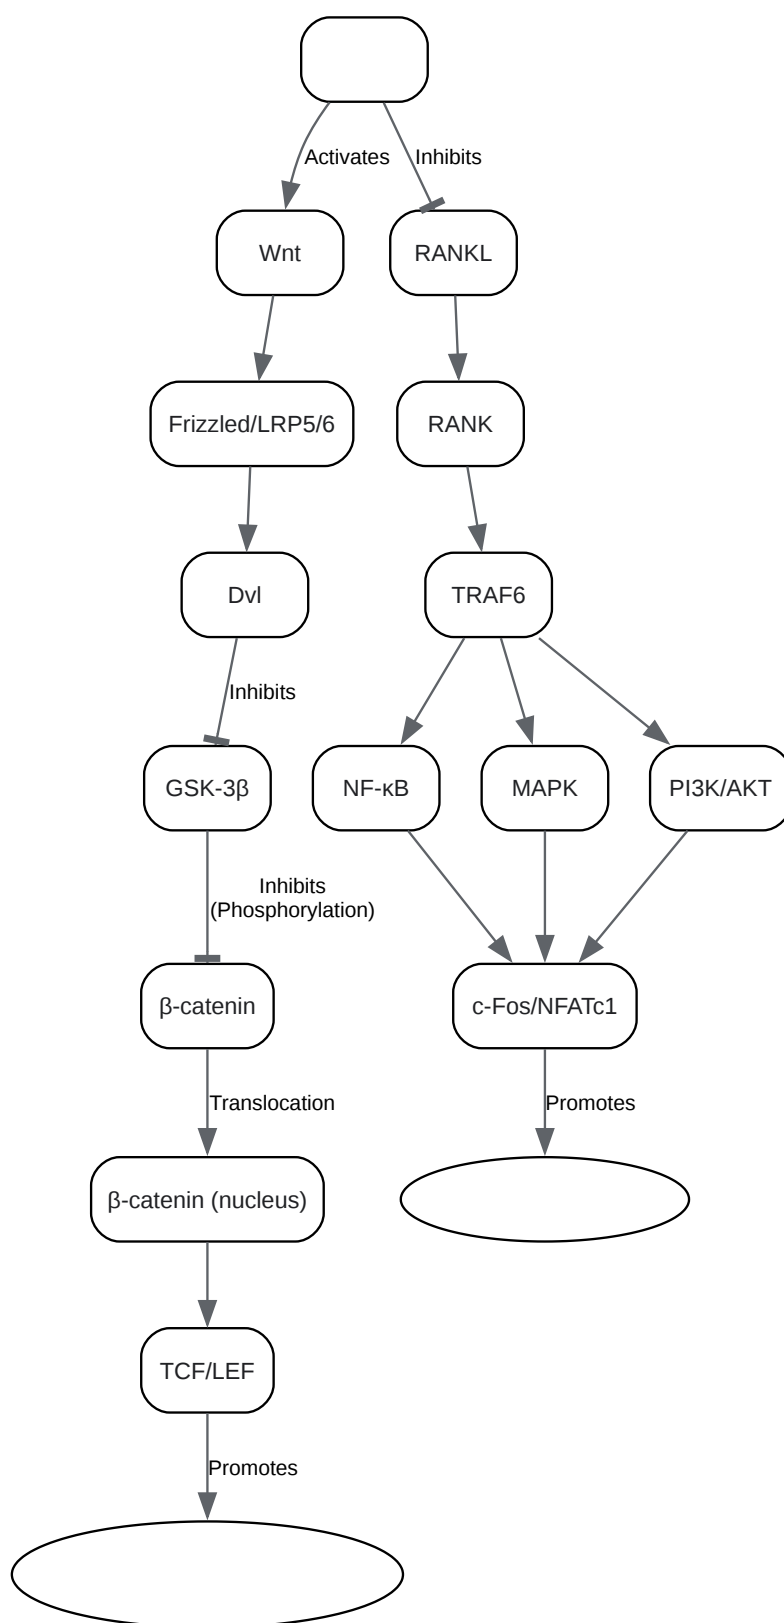 Activates
Inhibits
Wnt
RANKL
Frizzled/LRP5/6
RANK
Dvl
TRAF6
Inhibits
GSK-3β
NF-κB
MAPK
PI3K/AKT
Inhibits
(Phosphorylation)
β-catenin
c-Fos/NFATc1
Translocation
Promotes
β-catenin (nucleus)
TCF/LEF
Promotes